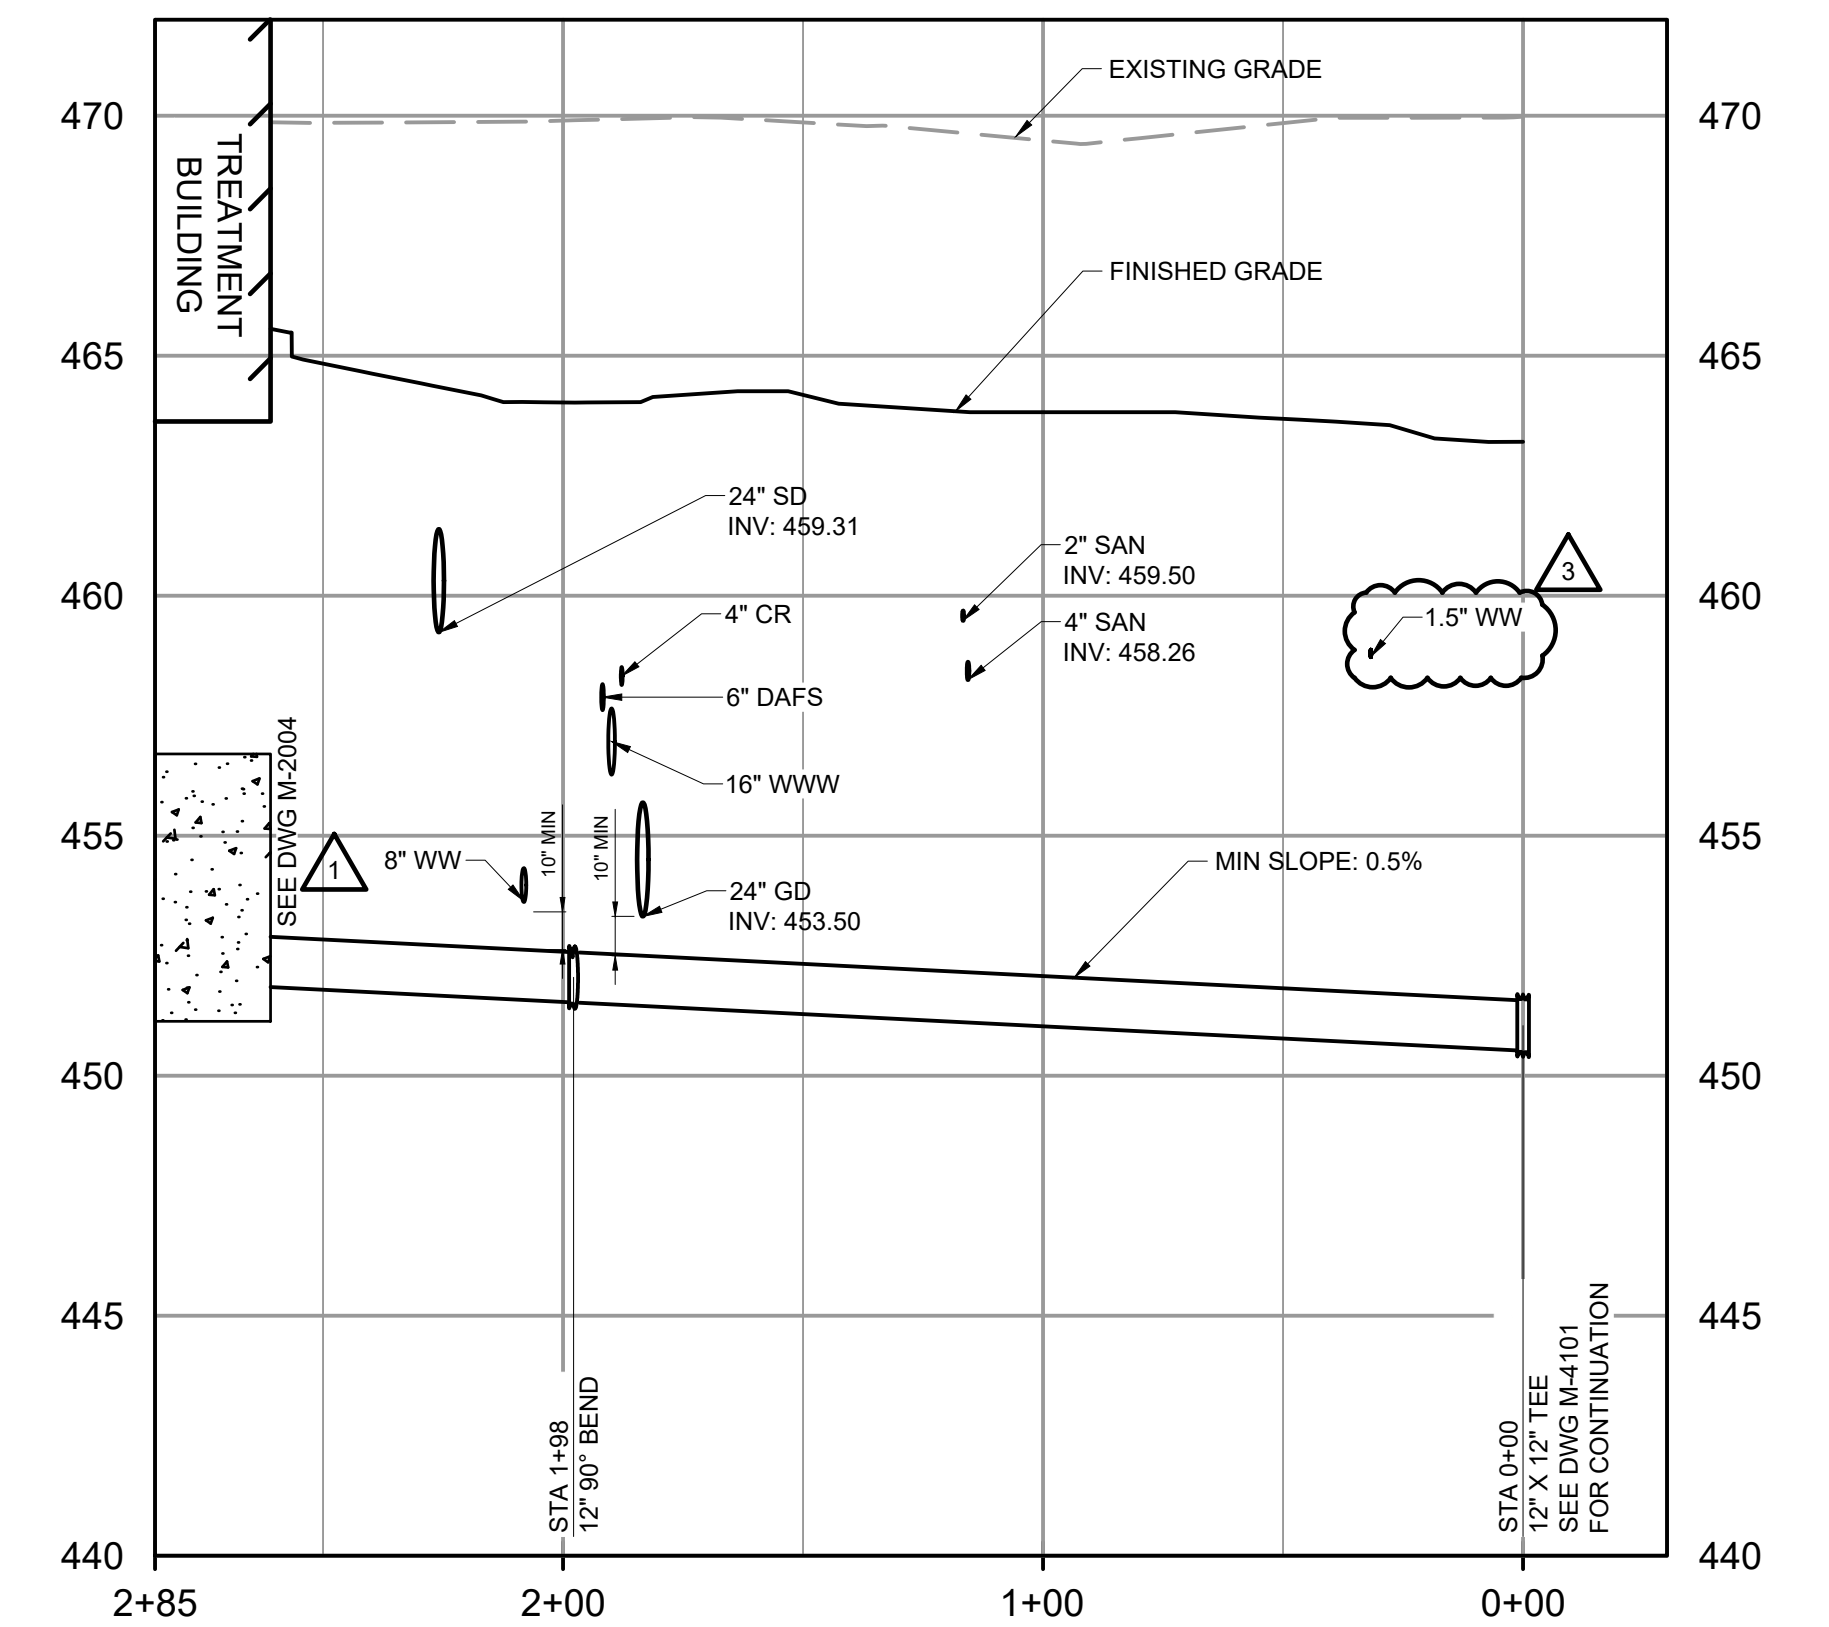 EXISTING GRADE
470
470
TREATMENT
BUILDING
FINISHED GRADE
465
465
24" SD
INV: 459.31
2" SAN
INV: 459.50
3
460
460
4" CR
1.5" WW
4" SAN
INV: 458.26
6" DAFS
SEE DWG M-2004
16" WWW
455
455
10" MIN
10" MIN
1
8" WW
MIN SLOPE: 0.5%
24" GD
INV: 453.50
450
450
445
445
STA 1+98
12" 90° BEND
STA 0+00
12" X 12" TEE
SEE DWG M-4101
FOR CONTINUATION
440
440
2+85
2+00
1+00
0+00